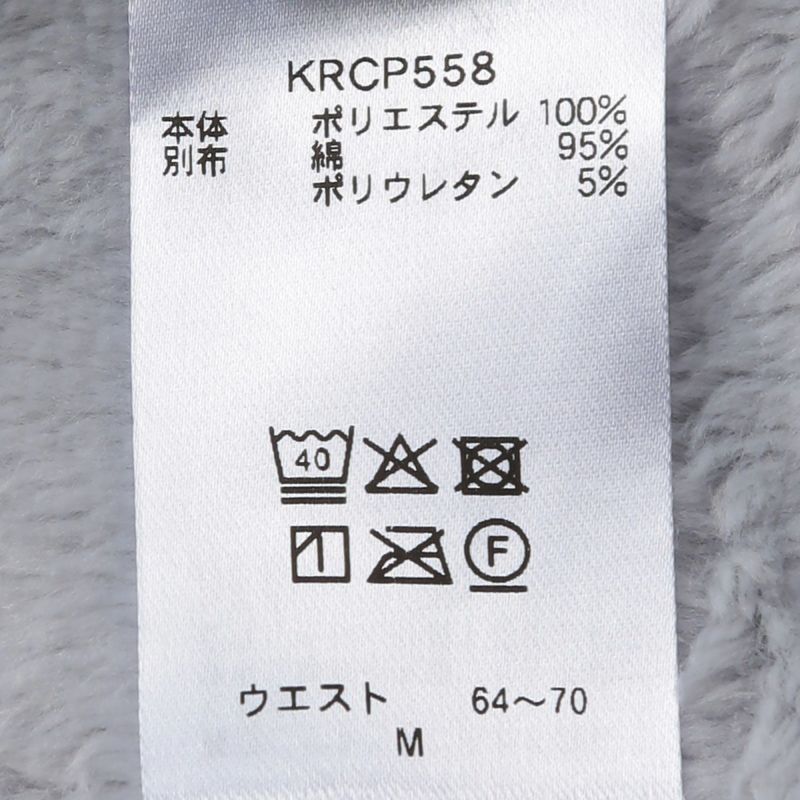 KRCP558
本体 ポリエステル 100%
別布 綿 95%
ポリウレタン 5%
40
F
ウエスト 64～70
M